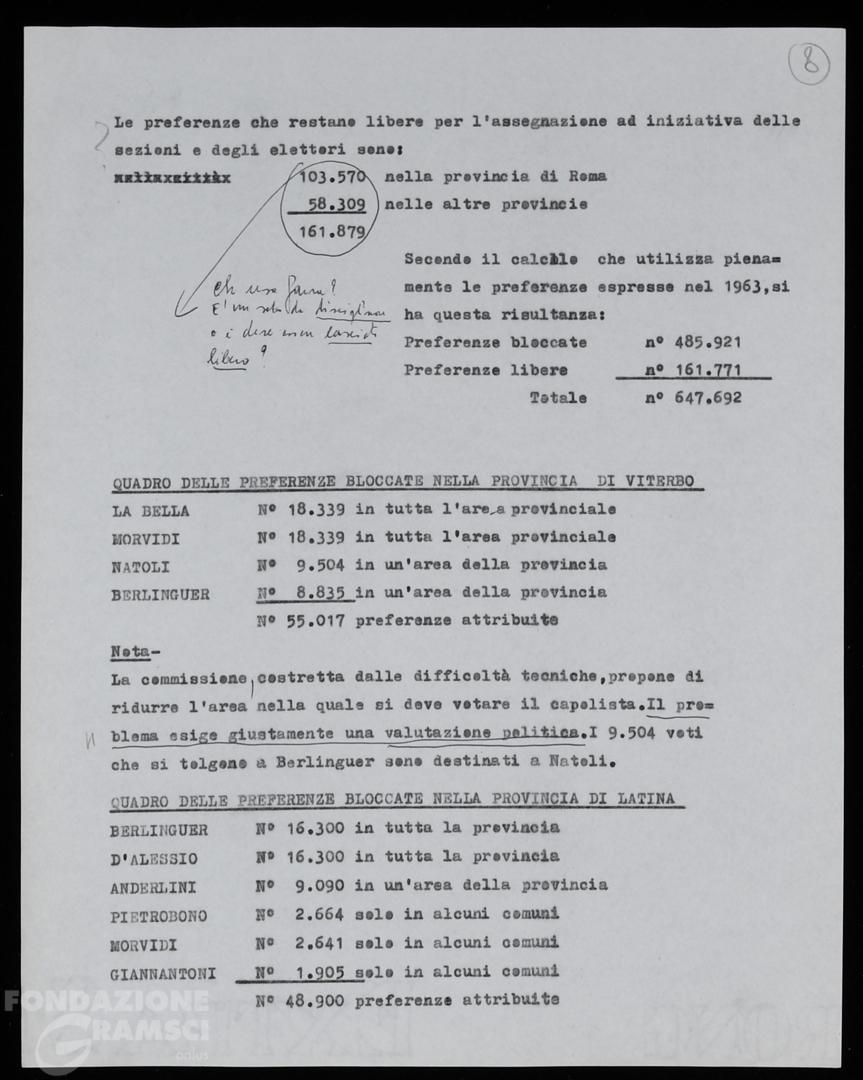 8
Le preferenze che restano libere per l'assegnazione ad iniziativa delle
sezioni e degli elettori sono:
103.570 nella provincia di Roma
58.309 nelle altre provincie
161.879
Secondo il calcolo che utilizza piena=
mente le preferenze espresse nel 1963,si
ha questa risultanza:
Preferenze bloccate nº 485.921
Preferenze libere nº 161.771
Totale nº 647.692
Che cosa fare?
E' un voto da disciplinare
o si deve essere lasciato
libero?
QUADRO DELLE PREFERENZE BLOCCATE NELLA PROVINCIA DI VITERBO
LA BELLA Nº 18.339 in tutta l'area provinciale
MORVIDI Nº 18.339 in tutta l'area provinciale
NATOLI Nº 9.504 in un'area della provincia
BERLINGUER Nº 8.835 in un'area della provincia
Nº 55.017 preferenze attribuite
Nota-
La commissione, costretta dalle difficoltà tecniche,propone di
ridurre l'area nella quale si deve votare il capolista.Il pro=
blema esige giustamente una valutazione politica.I 9.504 voti
che si tolgono a Berlinguer sono destinati a Natoli.
QUADRO DELLE PREFERENZE BLOCCATE NELLA PROVINCIA DI LATINA
BERLINGUER Nº 16.300 in tutta la provincia
D'ALESSIO Nº 16.300 in tutta la provincia
ANDERLINI Nº 9.090 in un'area della provincia
PIETROBONO Nº 2.664 solo in alcuni comuni
MORVIDI Nº 2.641 solo in alcuni comuni
GIANNANTONI Nº 1.905 solo in alcuni comuni
Nº 48.900 preferenze attribuite
FONDAZIONE
GRAMSCI
onlus